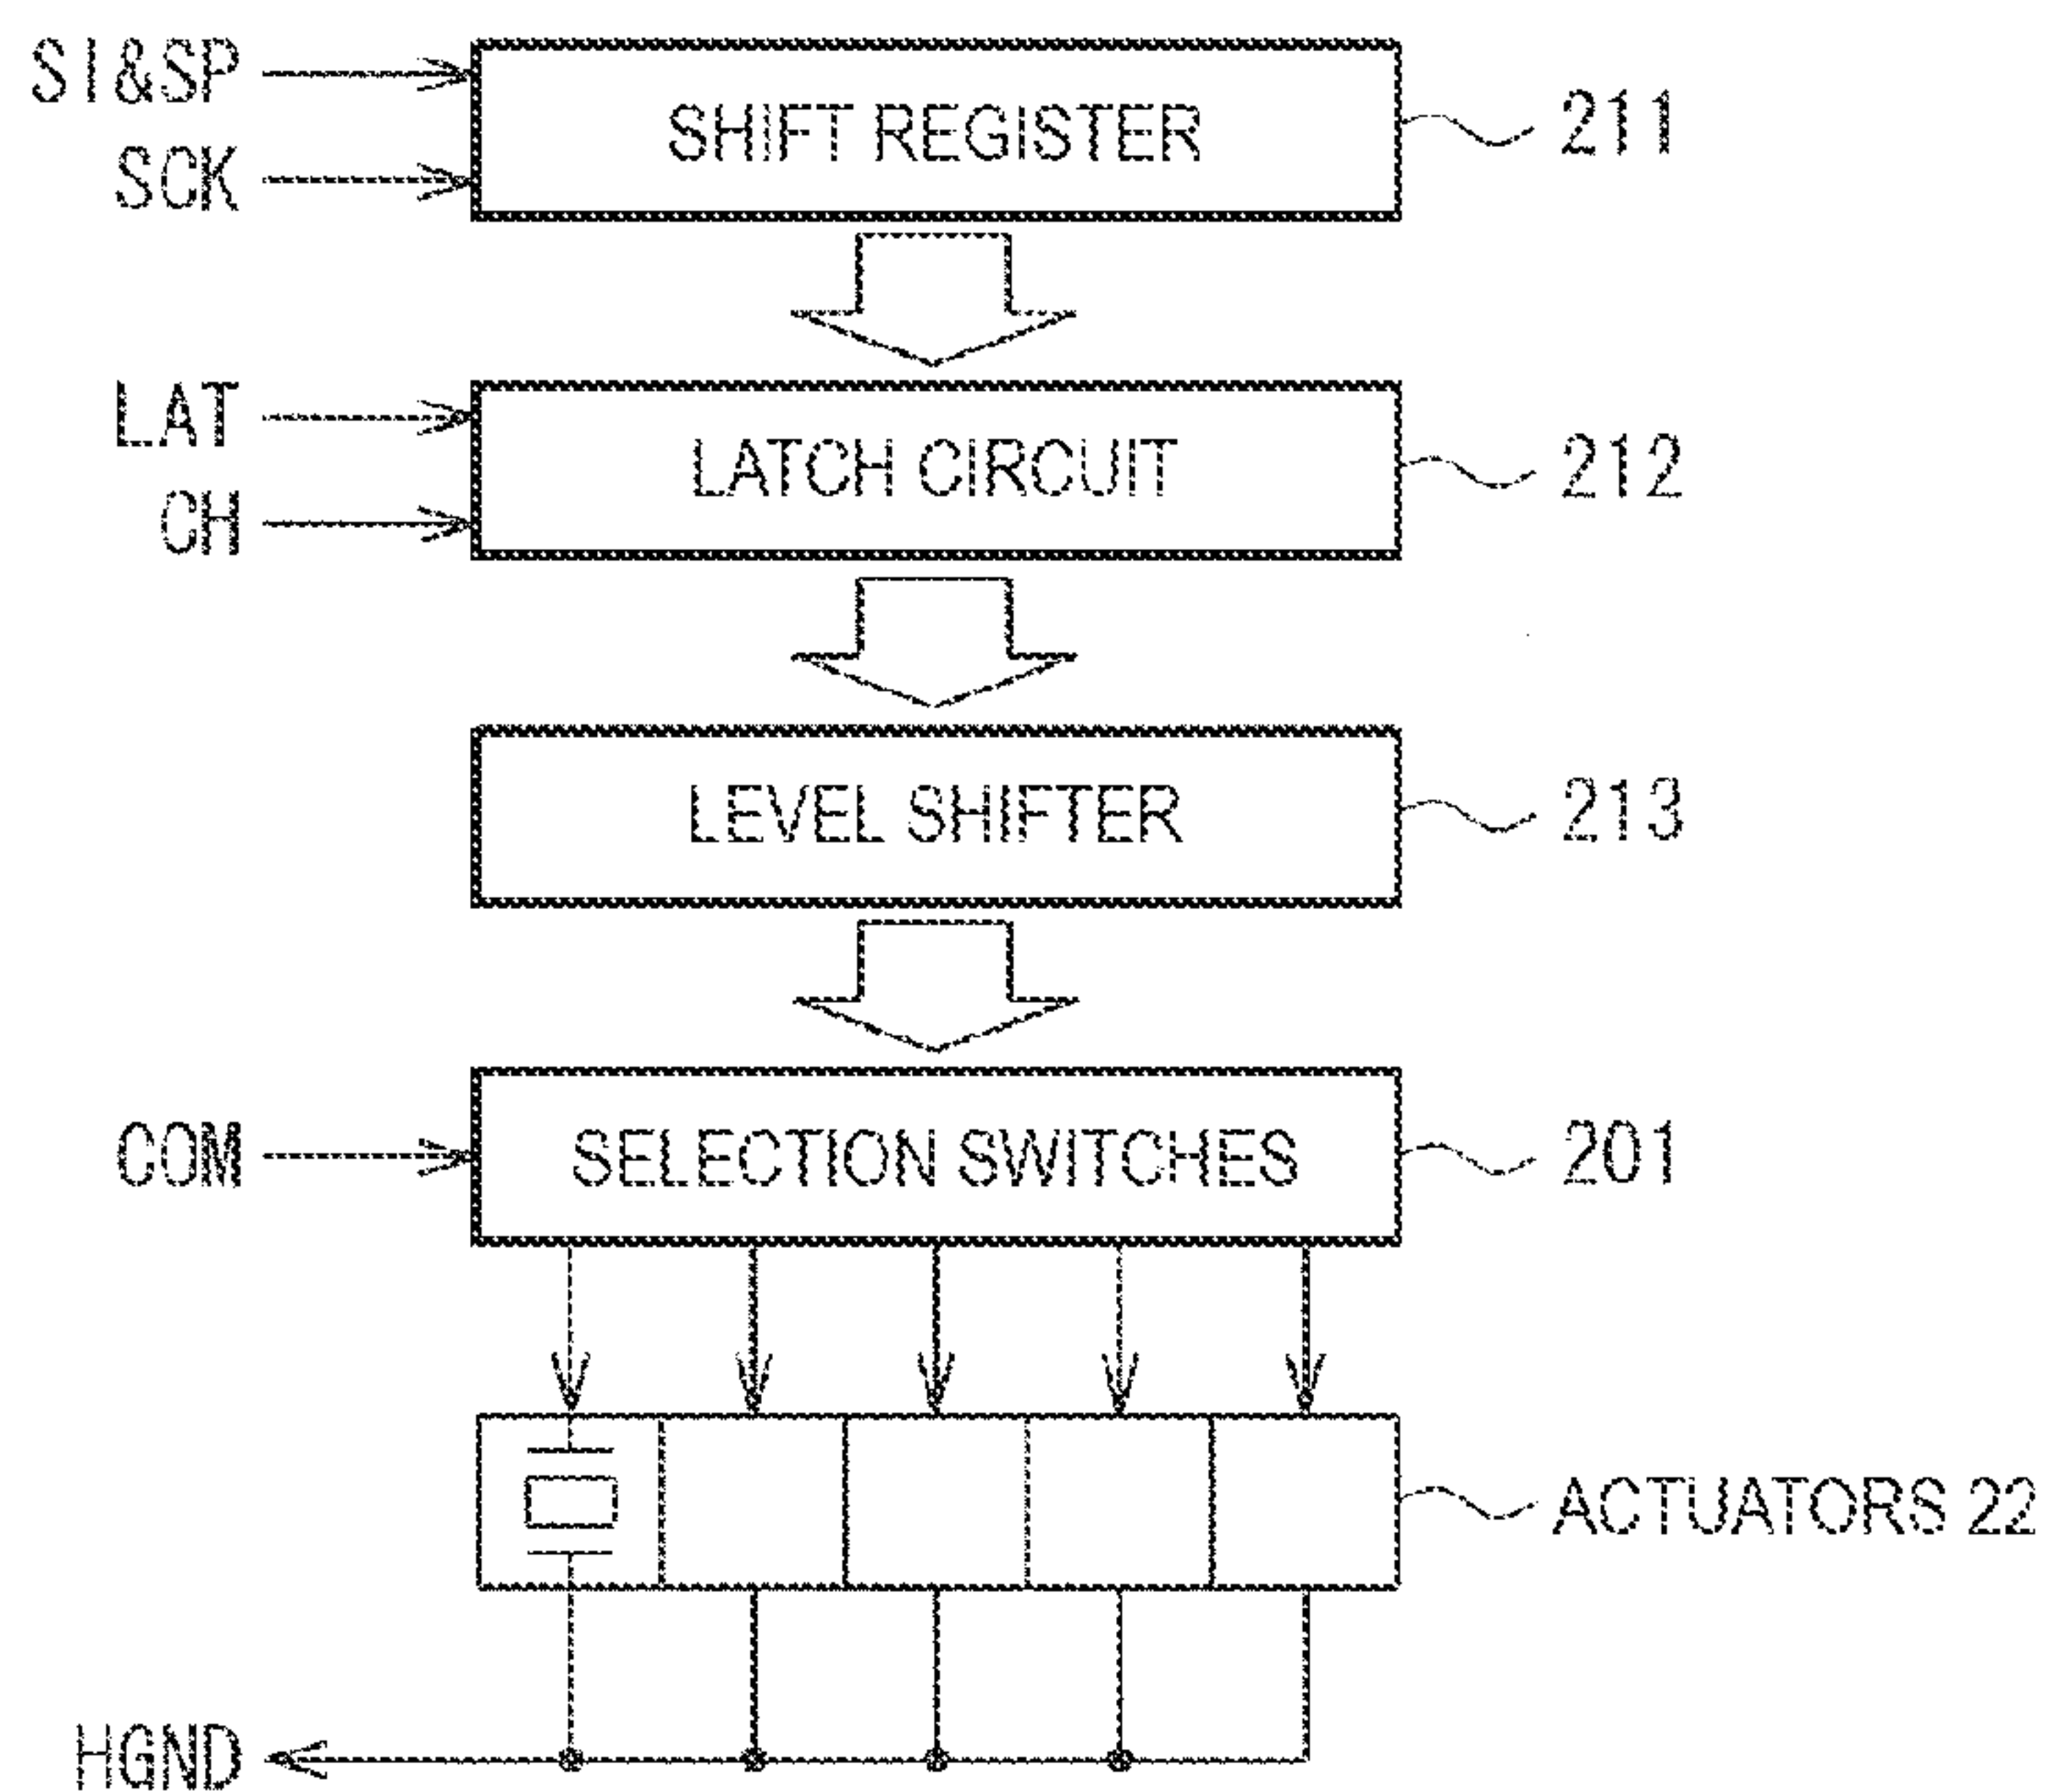 SI&SP
SHIFT REGISTER
211
SCK
LAT
LATCH CIRCUIT
212
CH
LEVEL SHIFTER
213
COM
SELECTION SWITCHES
201
ACTUATORS 22
HGND